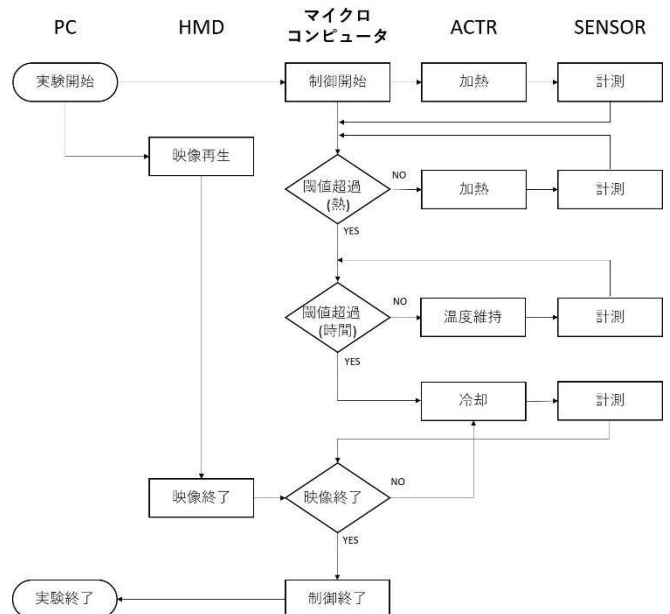 PC
HMD
マイクロ
コンピュータ
ACTR
SENSOR
実験開始
制御開始
加熱
計測
映像再生
閾値超過
(熱)
NO
加熱
計測
YES
閾値超過
(時間)
NO
温度維持
計測
YES
冷却
計測
映像終了
映像終了
NO
YES
実験終了
制御終了